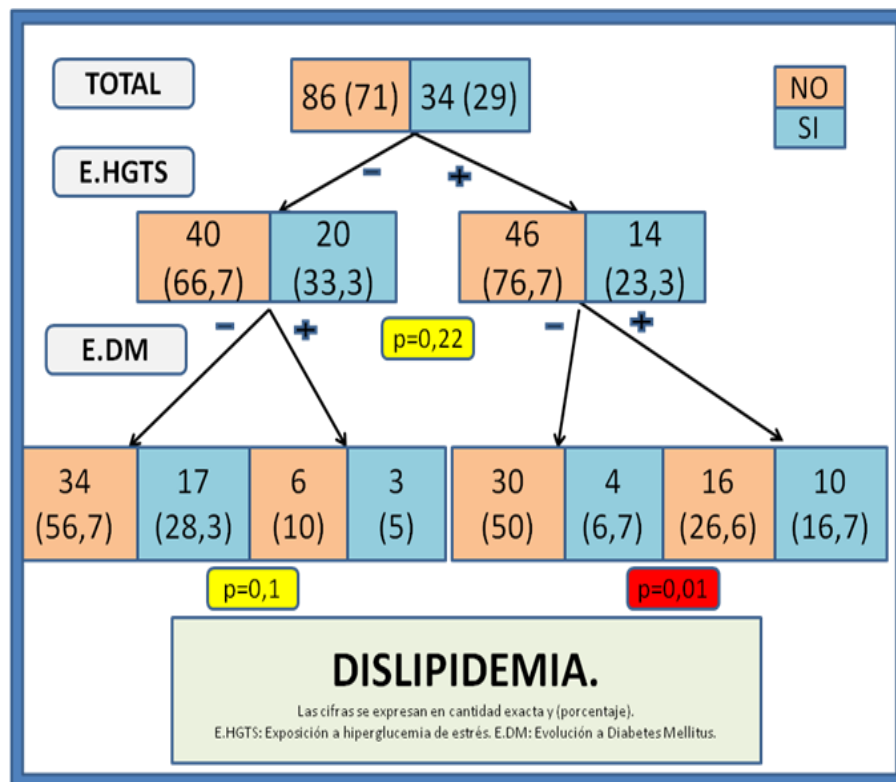 TOTAL
86 (71) 34 (29)
NO
SI
E.HGTS
− +
40 20 46 14
(66,7) (33,3) (76,7) (23,3)
− + − +
p=0,22
E.DM
34 17 6 3 30 4 16 10
(56,7) (28,3) (10) (5) (50) (6,7) (26,6) (16,7)
p=0,1 p=0,01
DISLIPIDEMIA.
Las cifras se expresan en cantidad exacta y (porcentaje).
E.HGTS: Exposición a hiperglucemia de estrés. E.DM: Evolución a Diabetes Mellitus.